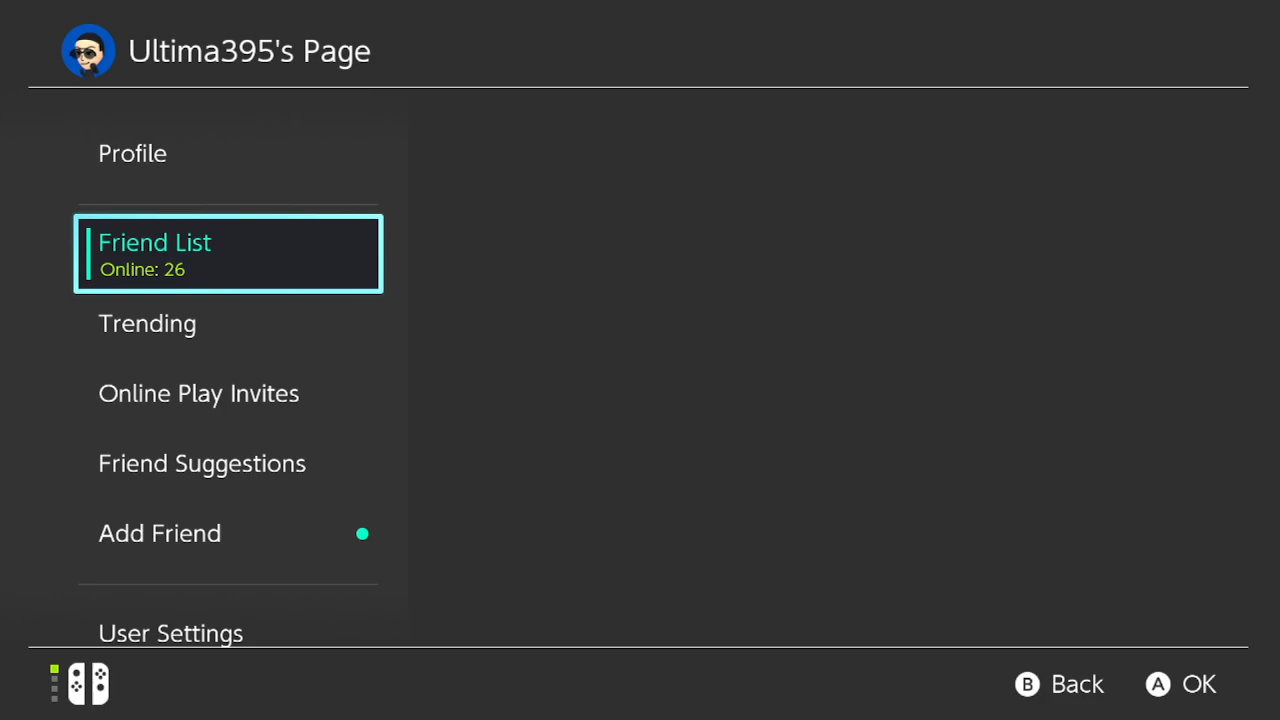 Ultima395's Page
Profile
Friend List
Online: 26
Trending
Online Play Invites
Friend Suggestions
Add Friend
User Settings
B Back A OK